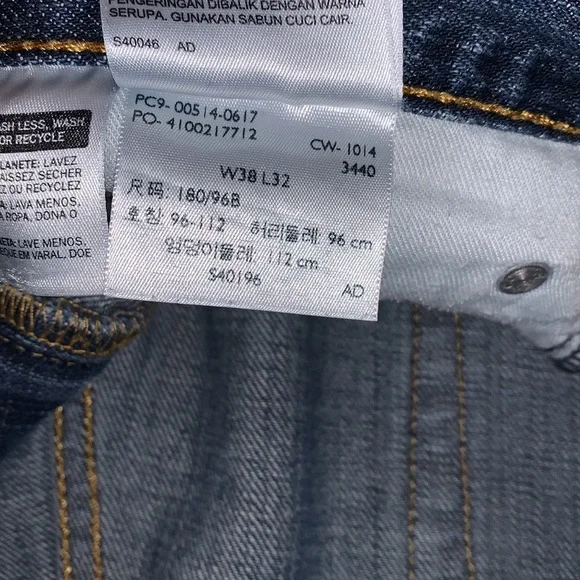 PENGERINGAN DIBALIK DENGAN WARNA
SERUPA. GUNAKAN SABUN CUCI CAIR.
S40046 AD
ASH LESS, WASH
OR RECYCLE
PLANETE: LAVEZ
SECHER
EZ OU RECYCLEZ
LAVA MENOS,
A ROPA, DONA O
ETA: LAVE MENOS,
QUE EM VARAL, DOE
PC9- 00514-0617
PO- 4100217712
CW- 1014
3440
W38 L32
尺码: 180/96B
호칭: 96-112 허리둘레: 96 cm
엉덩이둘레: 112 cm
S40196
AD